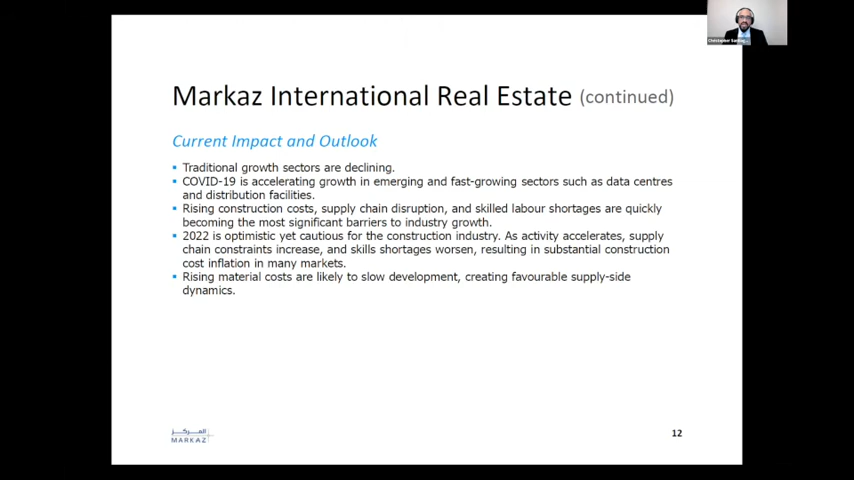 Markaz International Real Estate (continued)
Current Impact and Outlook
▪ Traditional growth sectors are declining.
▪ COVID-19 is accelerating growth in emerging and fast-growing sectors such as data centres
and distribution facilities.
▪ Rising construction costs, supply chain disruption, and skilled labour shortages are quickly
becoming the most significant barriers to industry growth.
▪ 2022 is optimistic yet cautious for the construction industry. As activity accelerates, supply
chain constraints increase, and skills shortages worsen, resulting in substantial construction
cost inflation in many markets.
▪ Rising material costs are likely to slow development, creating favourable supply-side
dynamics.
المركز
MARKAZ
12
Christopher